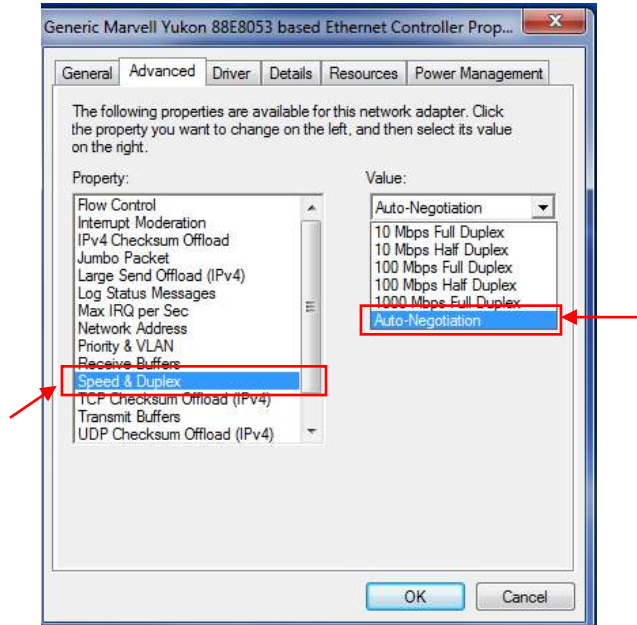 Generic Marvell Yukon 88E8053 based Ethernet Controller Prop...
General Advanced Driver Details Resources Power Management
The following properties are available for this network adapter. Click
the property you want to change on the left, and then select its value
on the right.
Property:
Value:
Flow Control
Interrupt Moderation
IPv4 Checksum Offload
Jumbo Packet
Large Send Offload (IPv4)
Log Status Messages
Max IRQ per Sec
Network Address
Priority & VLAN
Receive Buffers
Speed & Duplex
TCP Checksum Offload (IPv4)
Transmit Buffers
UDP Checksum Offload (IPv4)
Auto-Negotiation
10 Mbps Full Duplex
10 Mbps Half Duplex
100 Mbps Full Duplex
100 Mbps Half Duplex
1000 Mbps Full Duplex
Auto-Negotiation
OK Cancel